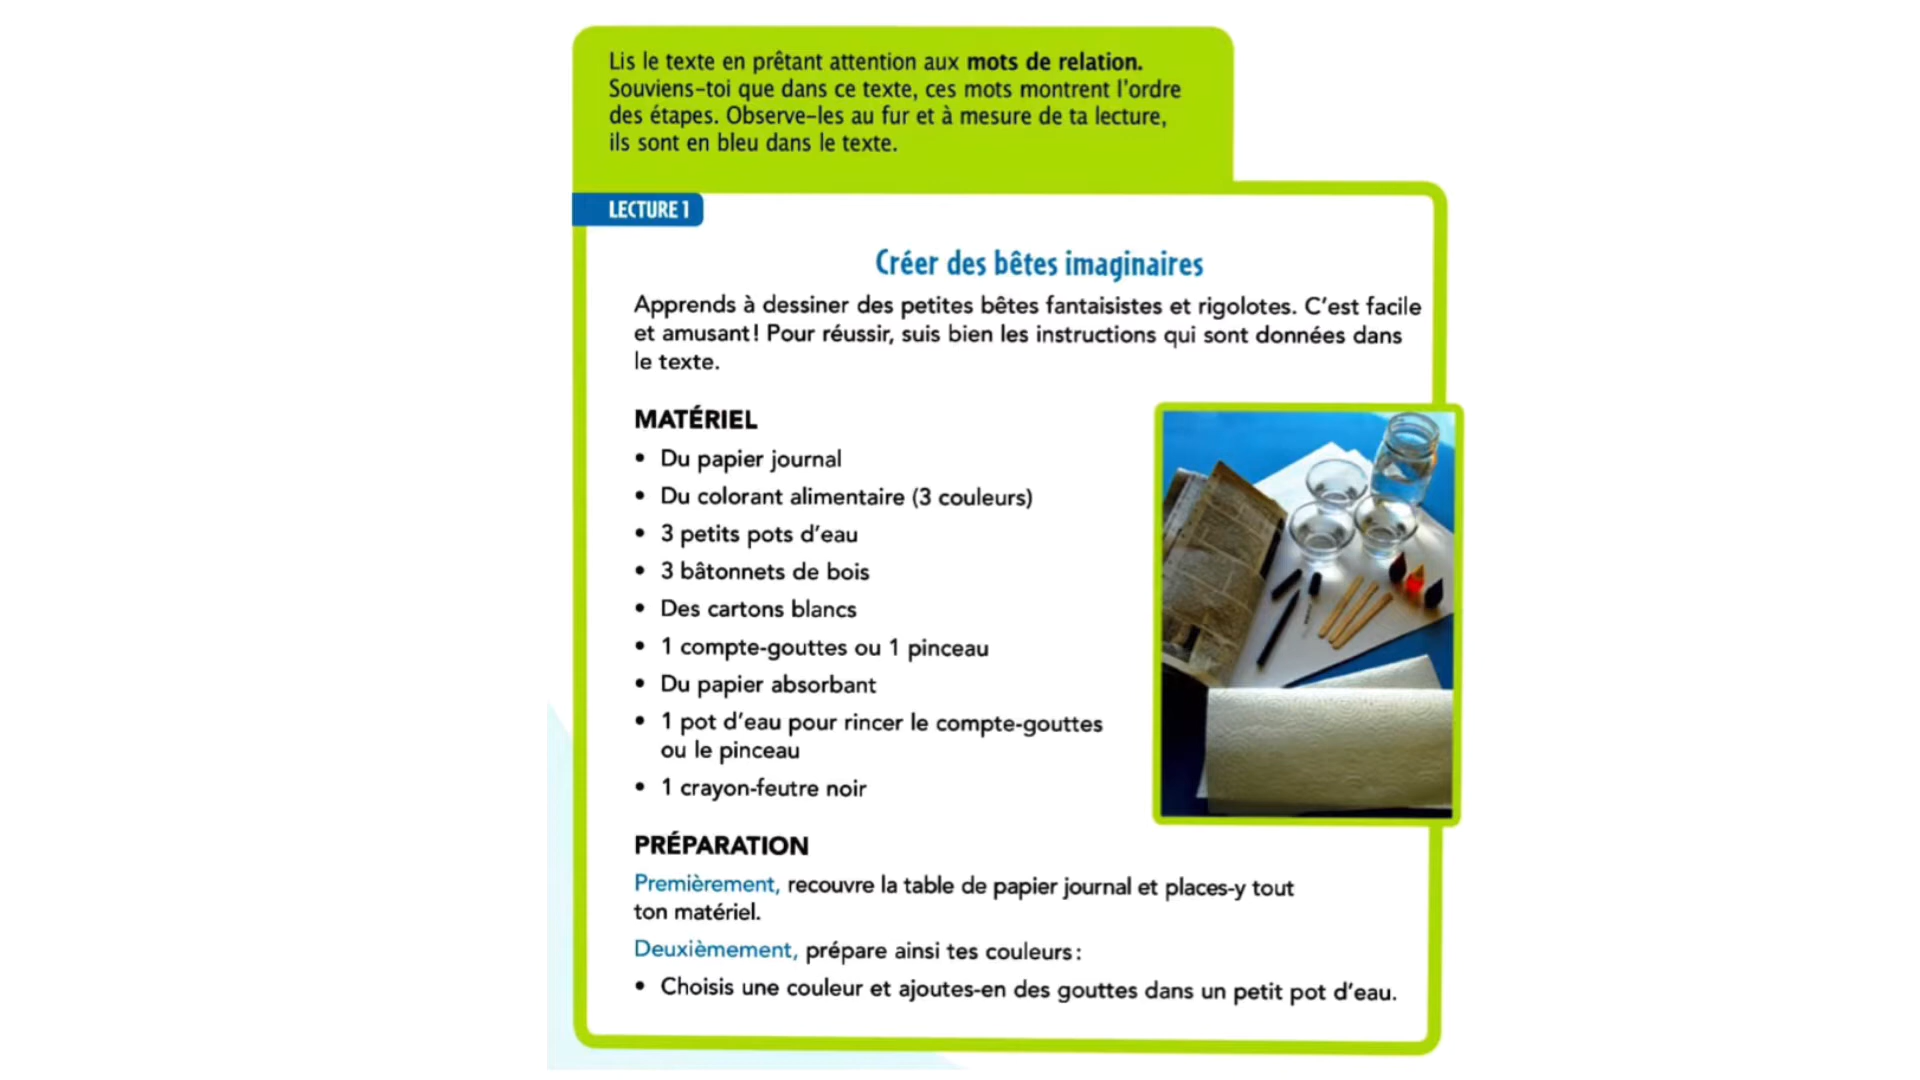 Lis le texte en prêtant attention aux mots de relation.
Souviens-toi que dans ce texte, ces mots montrent l'ordre
des étapes. Observe-les au fur et à mesure de ta lecture,
ils sont en bleu dans le texte.
LECTURE 1
Créer des bêtes imaginaires
Apprends à dessiner des petites bêtes fantaisistes et rigolotes. C'est facile
et amusant! Pour réussir, suis bien les instructions qui sont données dans
le texte.
MATÉRIEL
• Du papier journal
• Du colorant alimentaire (3 couleurs)
• 3 petits pots d'eau
• 3 bâtonnets de bois
• Des cartons blancs
• 1 compte-gouttes ou 1 pinceau
• Du papier absorbant
• 1 pot d'eau pour rincer le compte-gouttes
ou le pinceau
• 1 crayon-feutre noir
PRÉPARATION
Premièrement, recouvre la table de papier journal et places-y tout
ton matériel.
Deuxièmement, prépare ainsi tes couleurs:
• Choisis une couleur et ajoutes-en des gouttes dans un petit pot d'eau.